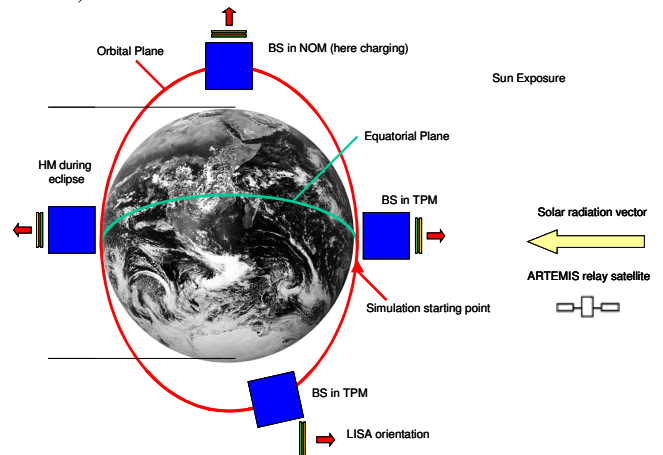 BS in NOM (here charging)
Orbital Plane
Sun Exposure
Equatorial Plane
HM during
eclipse
BS in TPM
Solar radiation vector
ARTEMIS relay satellite
Simulation starting point
BS in TPM
LISA orientation